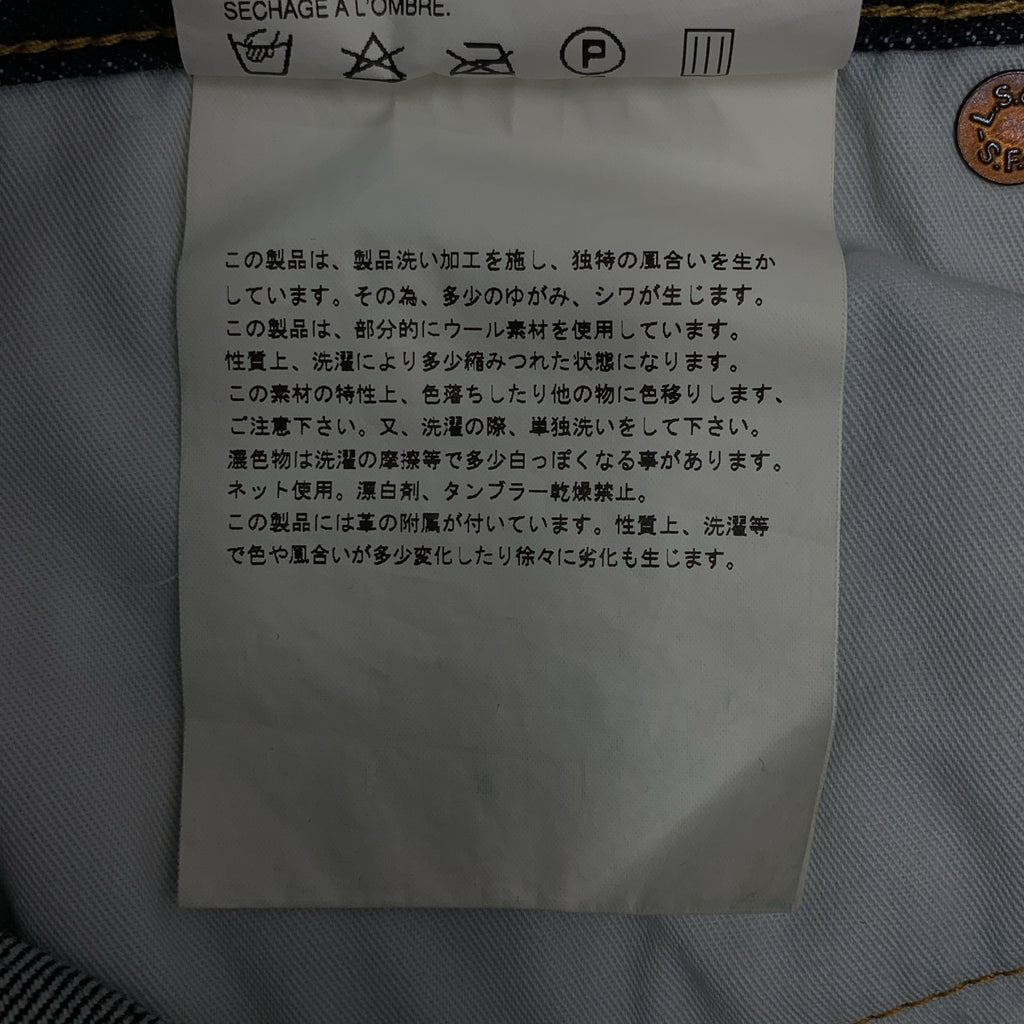 SECHAGE A L'OMBRE.
P
L.S.
S.F.
この製品は、製品洗い加工を施し、独特の風合いを生か
しています。その為、多少のゆがみ、シワが生じます。
この製品は、部分的にウール素材を使用しています。
性質上、洗濯により多少縮みつれた状態になります。
この素材の特性上、色落ちしたり他の物に色移りします、
ご注意下さい。又、洗濯の際、単独洗いをして下さい。
濃色物は洗濯の摩擦等で多少白っぽくなる事があります。
ネット使用。漂白剤、タンブラー乾燥禁止。
この製品には革の附属が付いています。性質上、洗濯等
で色や風合いが多少変化したり徐々に劣化も生じます。